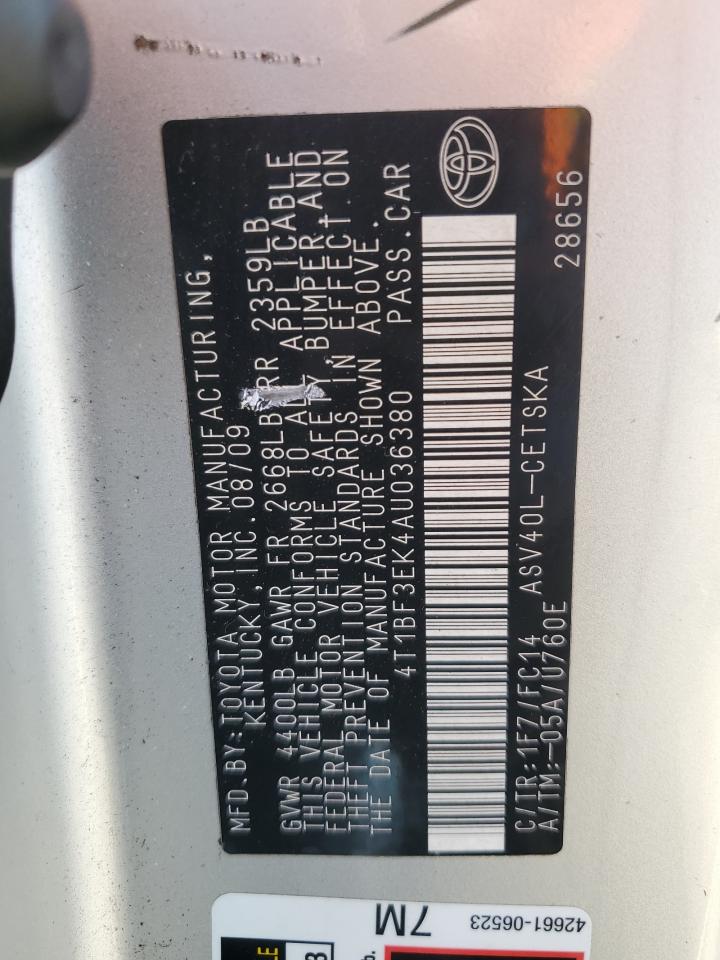 MFD. BY: TOYOTA MOTOR MANUFACTURING,
KENTUCKY, INC. 08/09
GVWR 4400LB GAWR FR 2668LB RR 2359LB
THIS VEHICLE CONFORMS TO ALL APPLICABLE
FEDERAL MOTOR VEHICLE SAFETY, BUMPER, AND
THEFT PREVENTION STANDARDS IN EFFECT ON
THE DATE OF MANUFACTURE SHOWN ABOVE.
4T1BF3EK4AU036380 PASS. CAR
C/TR: 1F7/FC14 ASV40L-CETSKA
A/TM: -05A/U760E 28656
42661-06523
7M